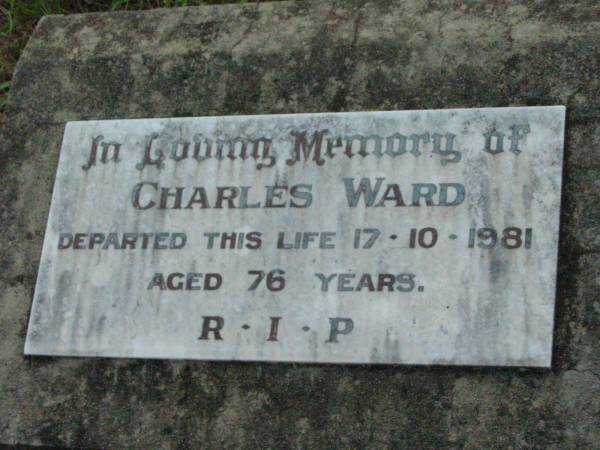 In Loving Memory of
CHARLES WARD
DEPARTED THIS LIFE 17·10·1981
AGED 76 YEARS.
R·I·P